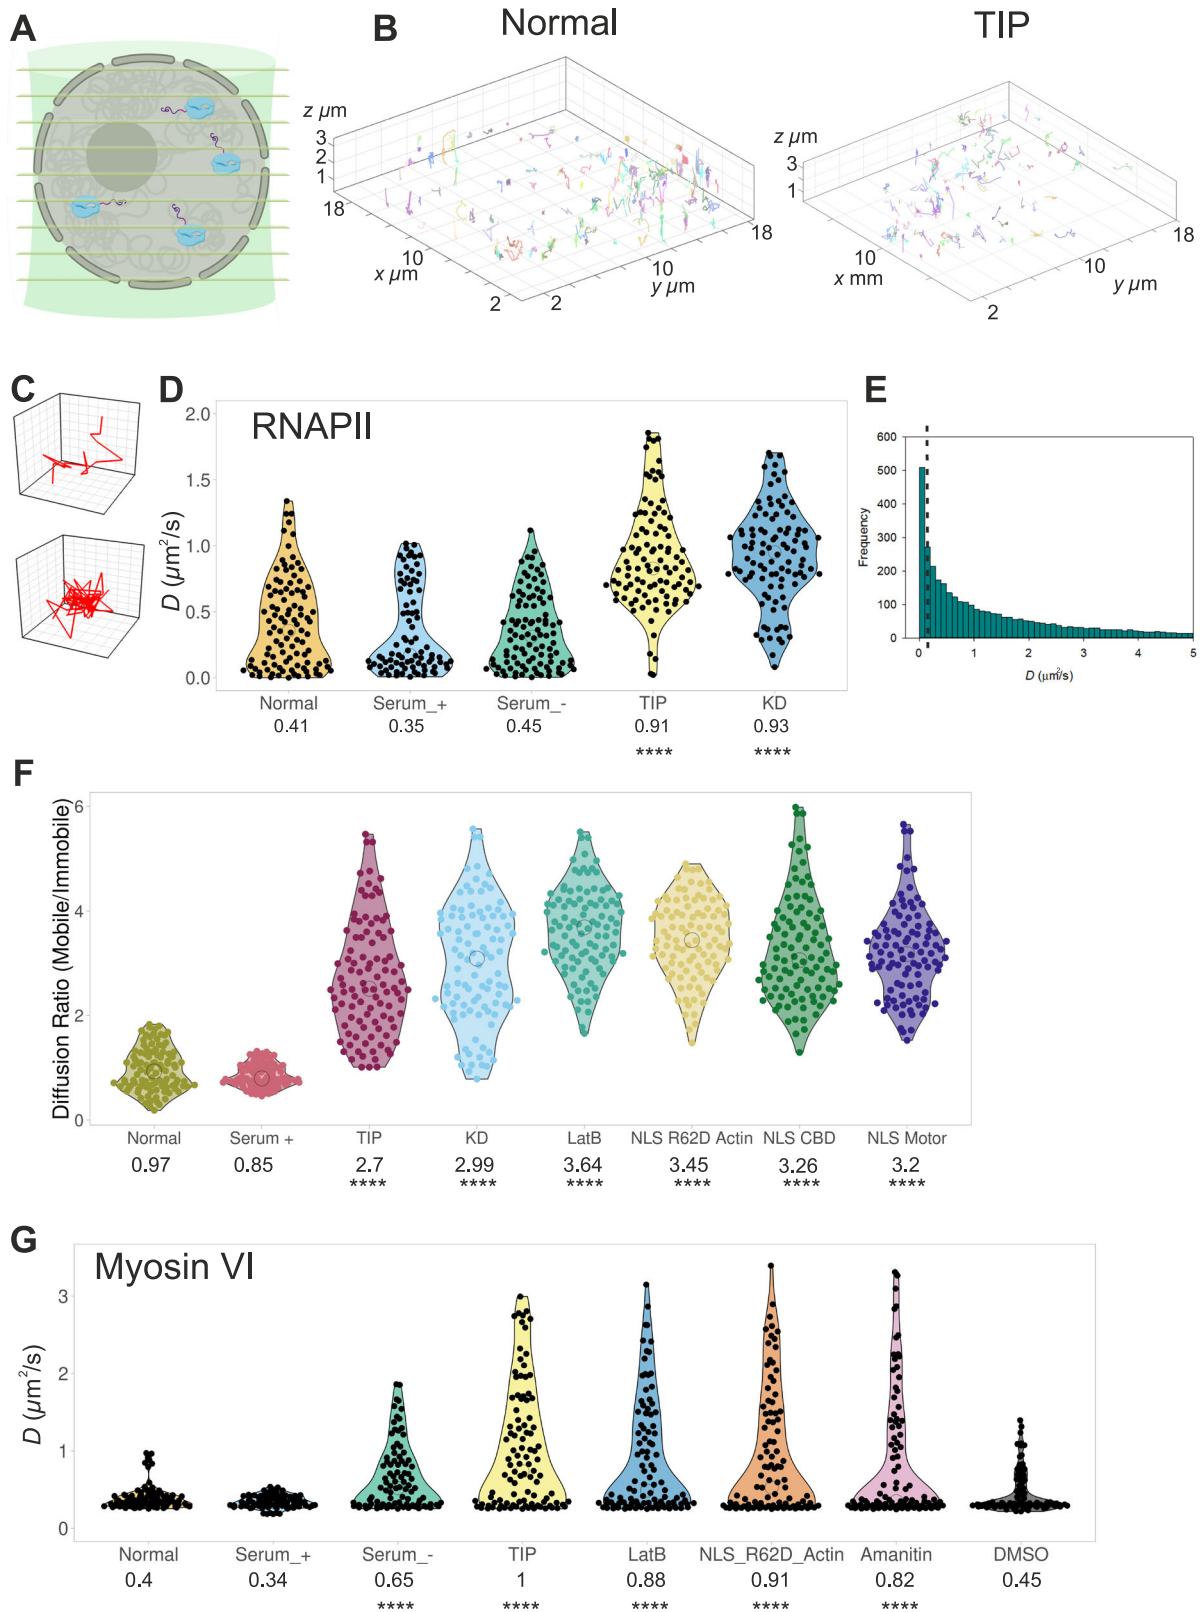 A
B
Normal
TIP
z µm
3
2
1
18
10
x µm
2
2
10
y µm
18
z µm
3
1
10
x mm
2
10
y µm
18
C
D
RNAPII
D (µm²/s)
2.0
1.5
1.0
0.5
0.0
Normal Serum_+ Serum_- TIP KD
0.41 0.35 0.45 0.91 0.93
**** ****
E
Frequency
600
500
400
300
200
100
0
0 1 2 3 4 5
D (µm²/s)
F
Diffusion Ratio (Mobile/Immobile)
6
4
2
0
Normal Serum + TIP KD LatB NLS R62D Actin NLS CBD NLS Motor
0.97 0.85 2.7 2.99 3.64 3.45 3.26 3.2
**** **** **** **** **** ****
G
Myosin VI
D (µm²/s)
3
2
1
0
Normal Serum_+ Serum_- TIP LatB NLS_R62D_Actin Amanitin DMSO
0.4 0.34 0.65 1 0.88 0.91 0.82 0.45
**** **** **** **** ****